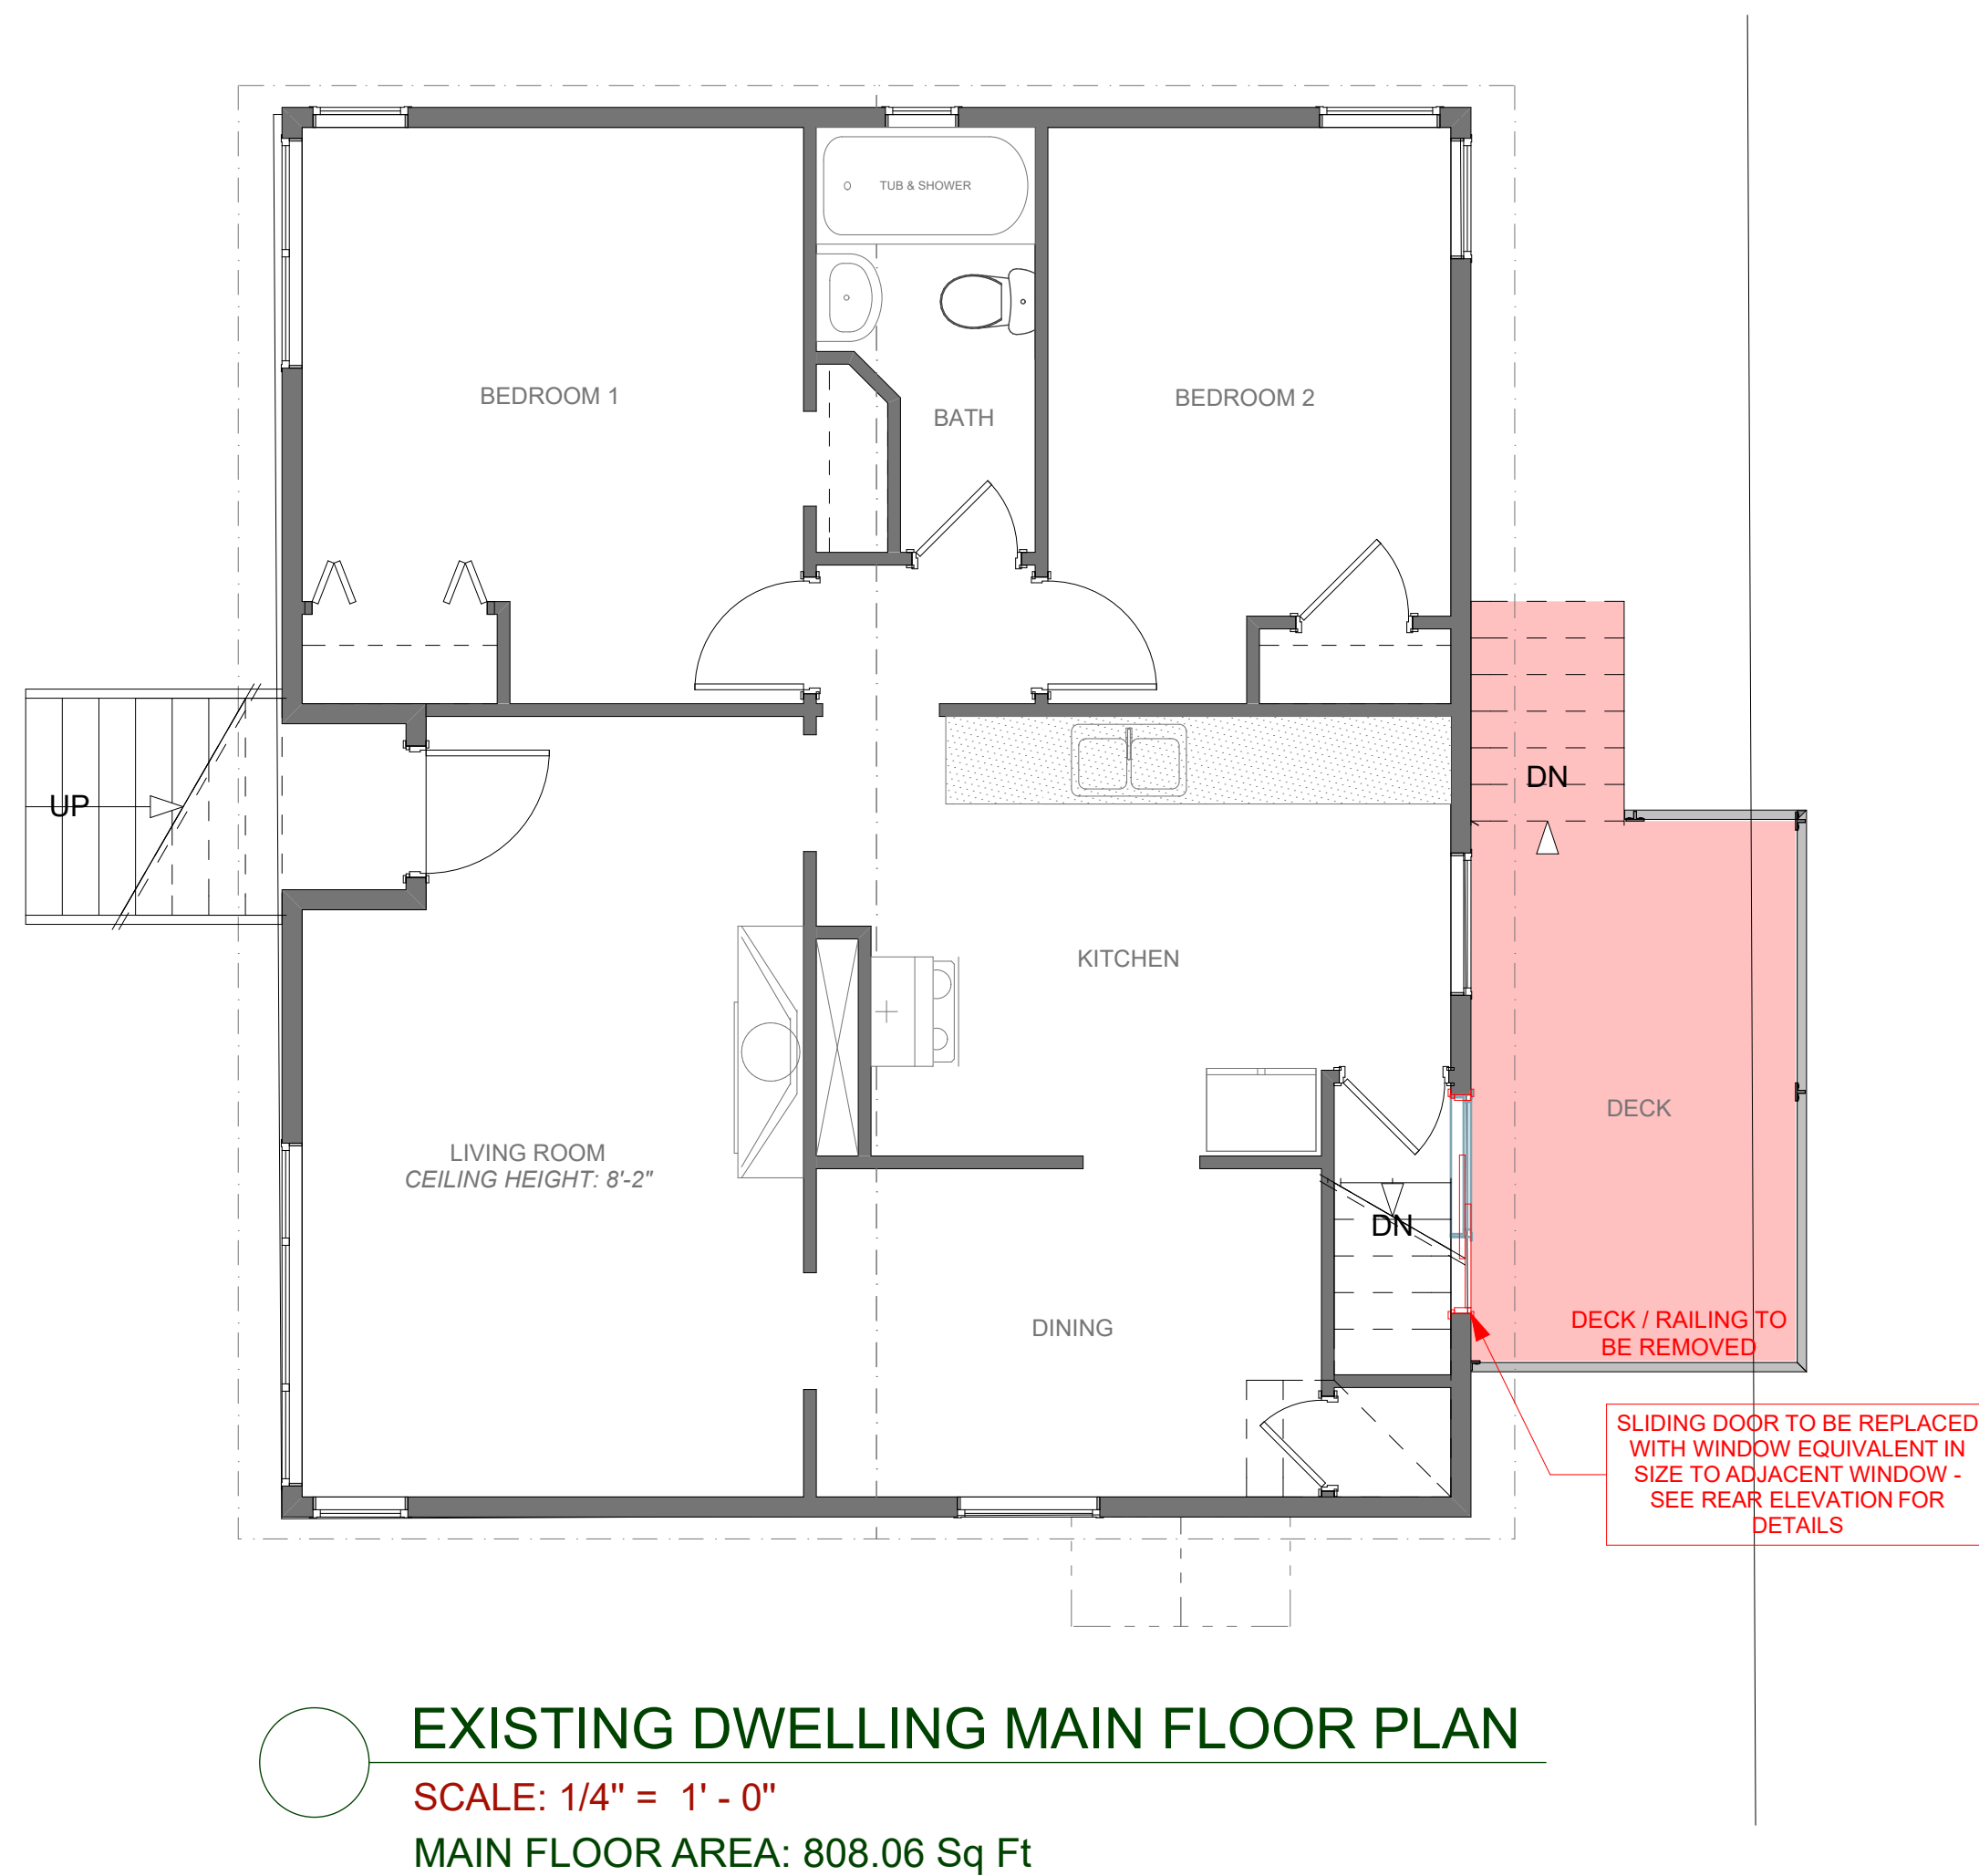 TUB & SHOWER
BEDROOM 1
BEDROOM 2
BATH
DN
UP
KITCHEN
DECK
LIVING ROOM
CEILING HEIGHT: 8'-2"
DN
DINING
DECK / RAILING TO
BE REMOVED
SLIDING DOOR TO BE REPLACED
WITH WINDOW EQUIVALENT IN
SIZE TO ADJACENT WINDOW -
SEE REAR ELEVATION FOR
DETAILS
EXISTING DWELLING MAIN FLOOR PLAN
SCALE: 1/4" = 1' - 0"
MAIN FLOOR AREA: 808.06 Sq Ft